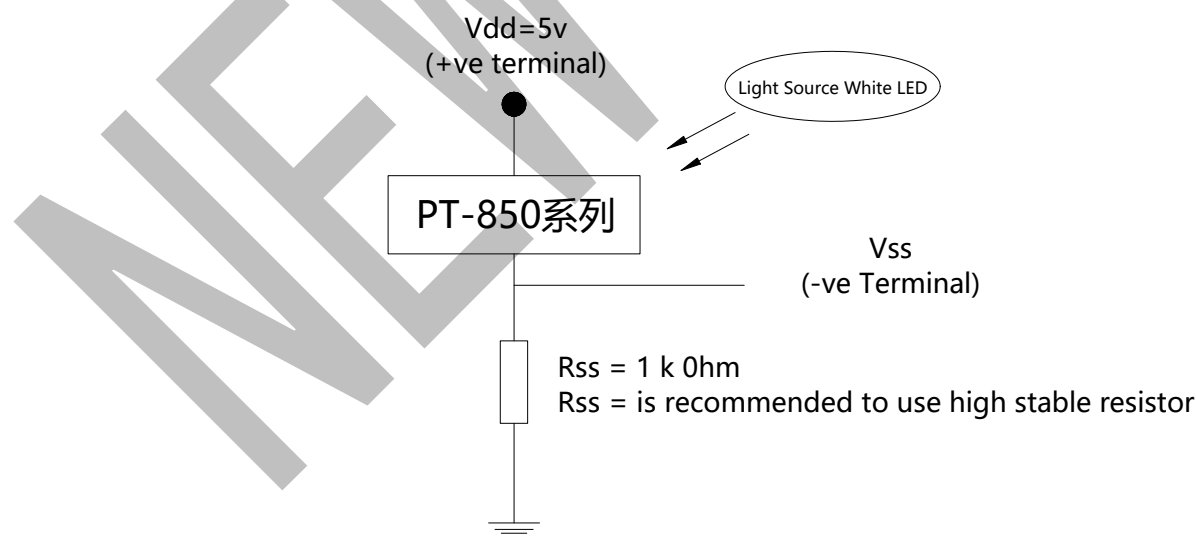 Vdd=5v
(+ve terminal)
Light Source White LED
PT-850系列
Vss
(-ve Terminal)
Rss = 1 k 0hm
Rss = is recommended to use high stable resistor
NEW